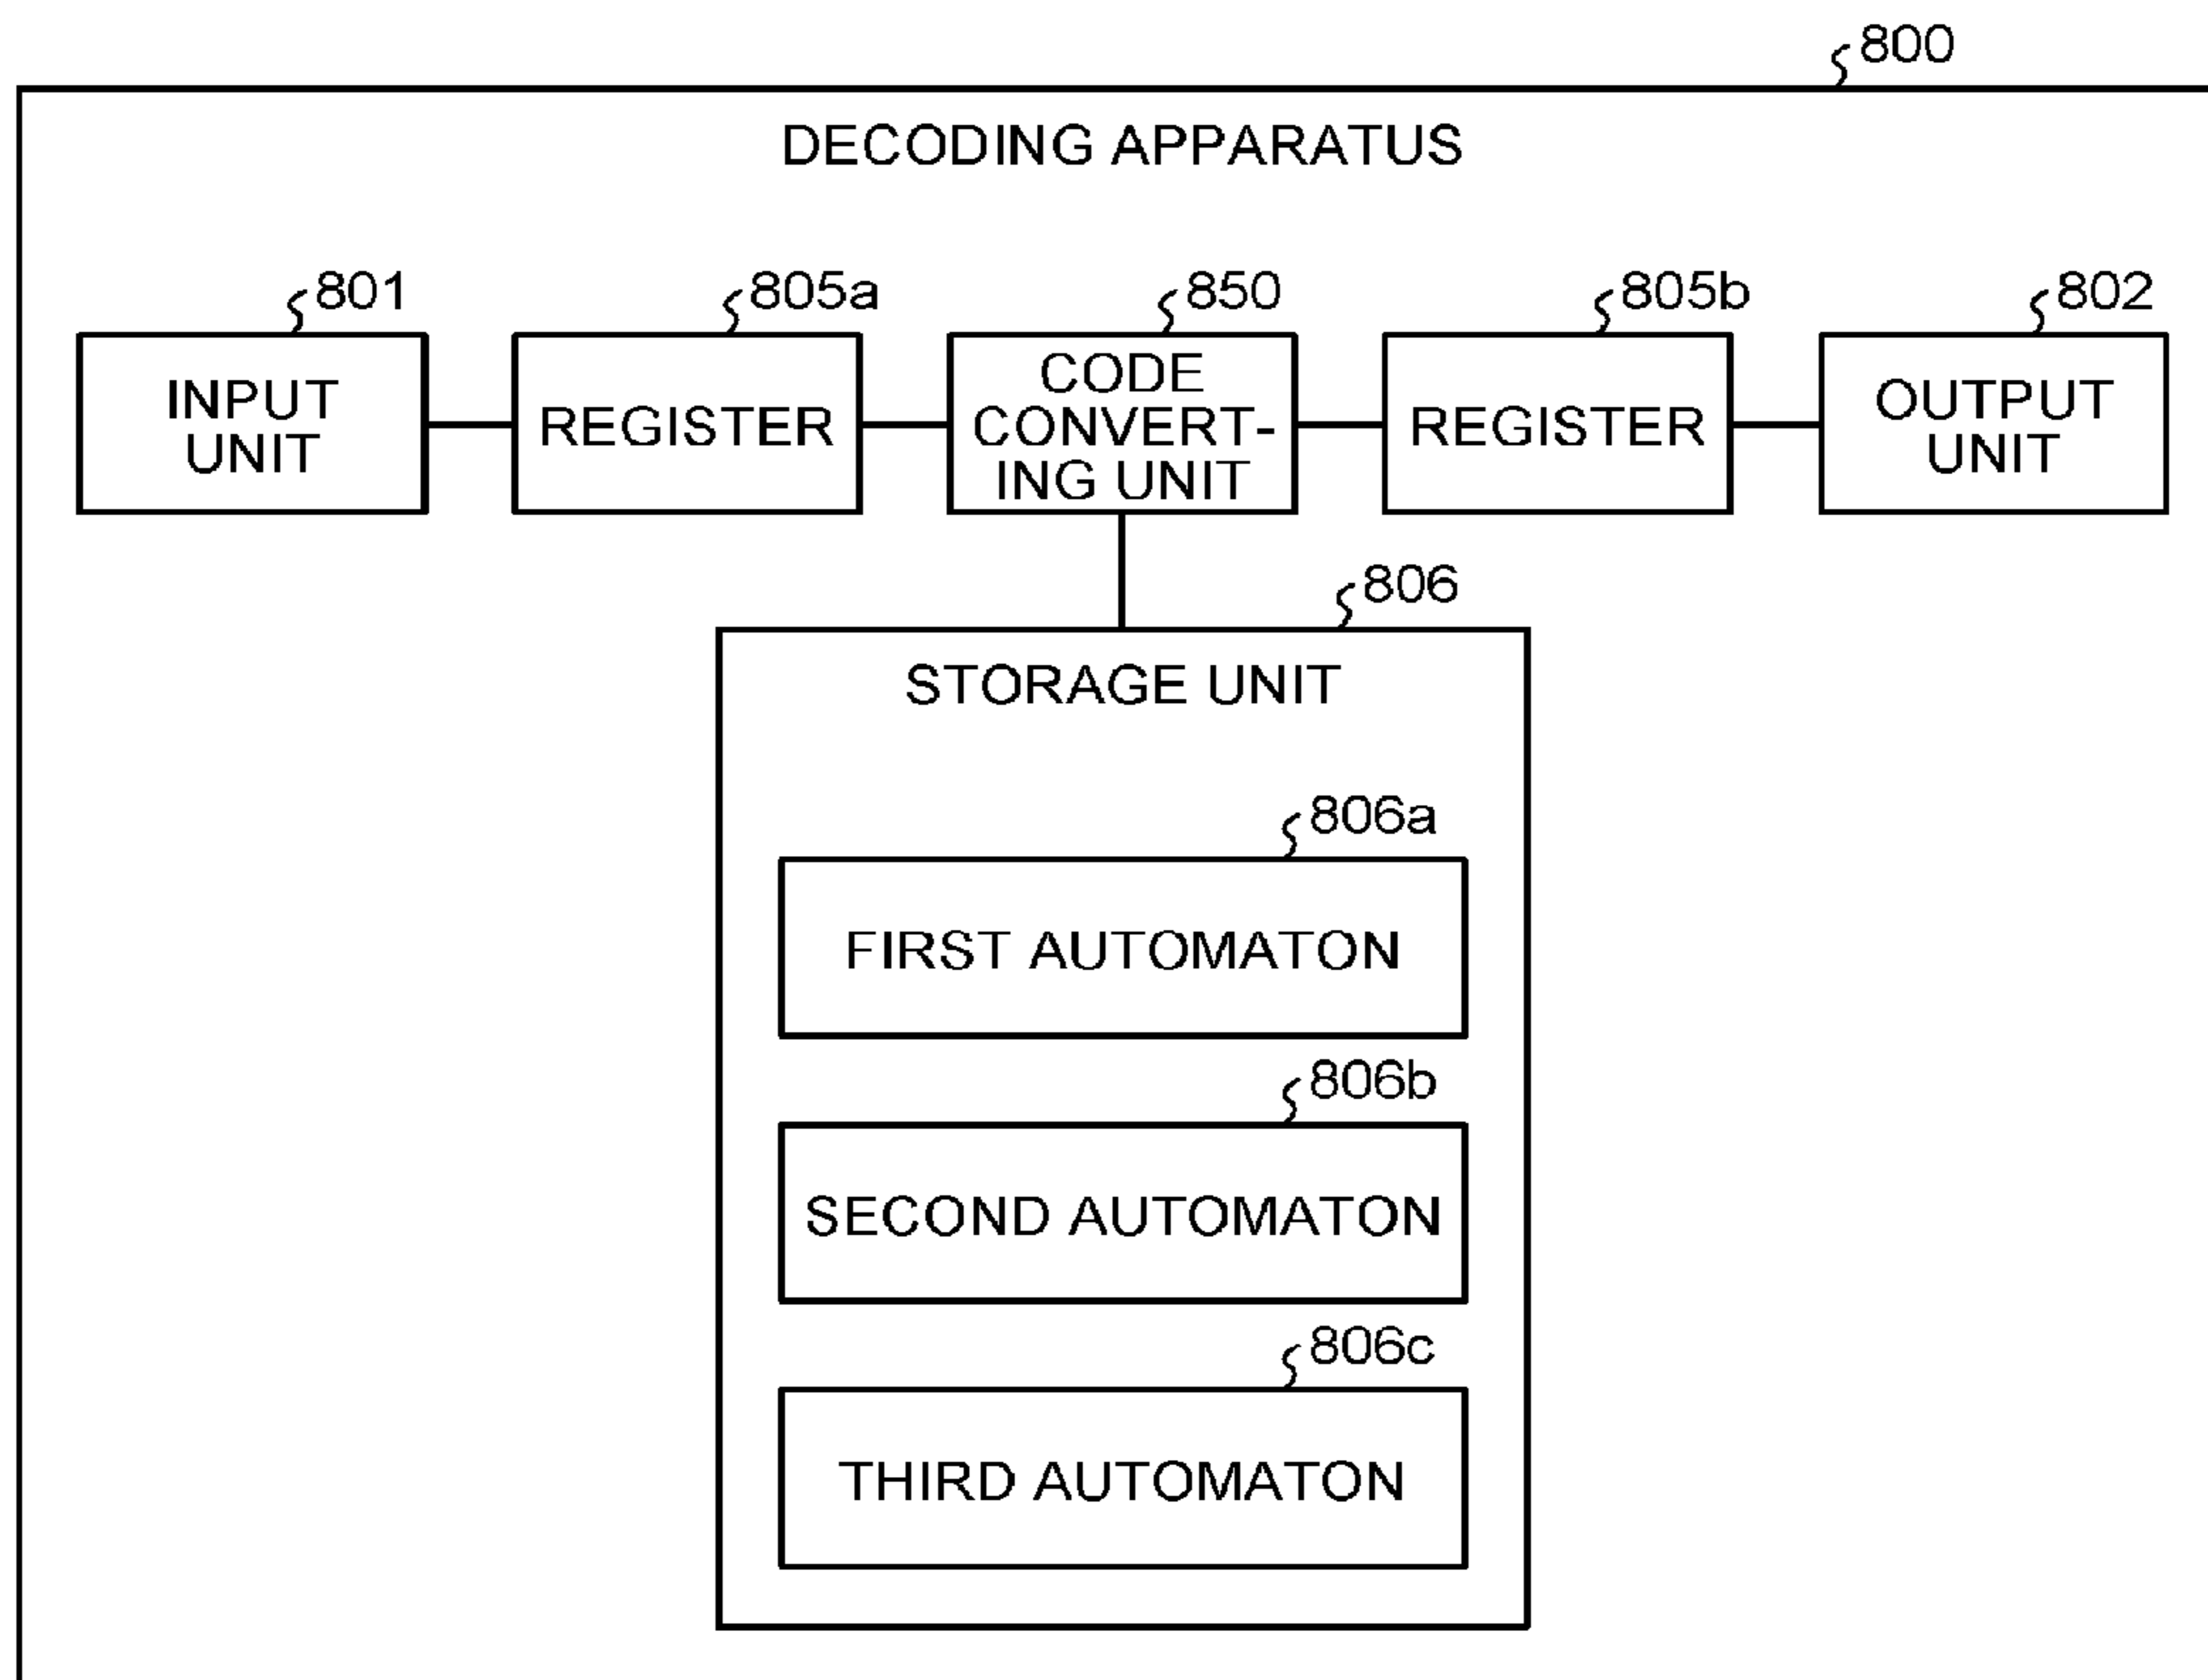 800
DECODING APPARATUS
801
805a
850
805b
802
INPUT
UNIT
REGISTER
CODE
CONVERT-
ING UNIT
REGISTER
OUTPUT
UNIT
806
STORAGE UNIT
806a
FIRST AUTOMATON
806b
SECOND AUTOMATON
806c
THIRD AUTOMATON